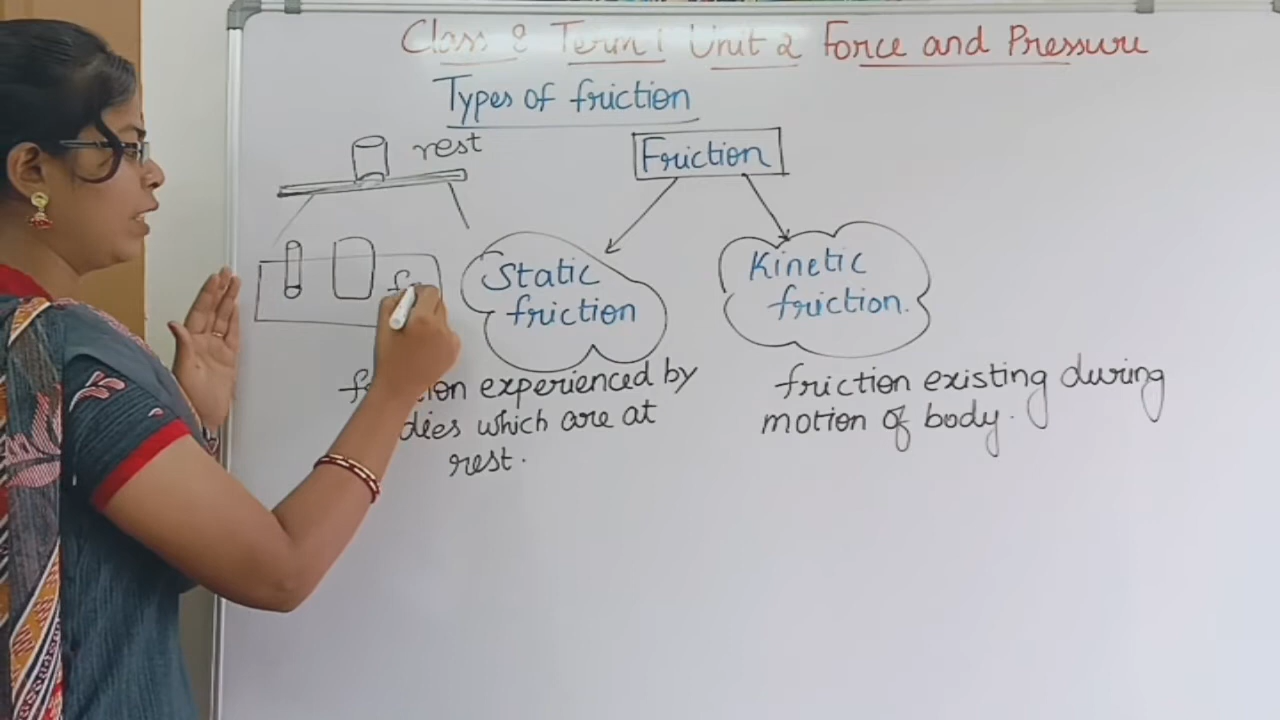 Class 8 Term 1 Unit 2 Force and Pressure
Types of friction
rest
Friction
Static
friction
Kinetic
friction.
experienced by
which are at
rest.
friction existing during
motion of body.